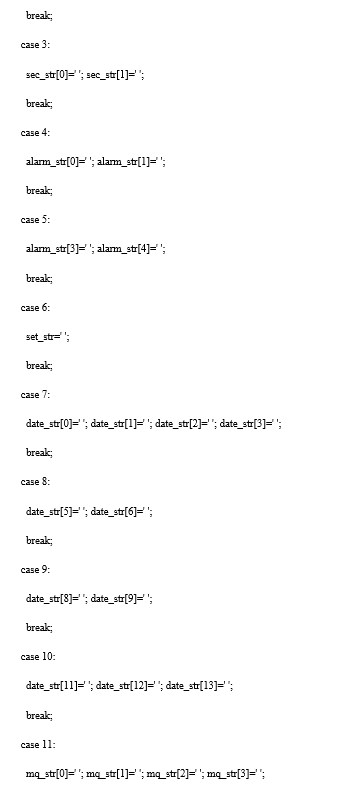 break;
case 3:
sec_str[0]=' '; sec_str[1]=' ';
break;
case 4:
alarm_str[0]=' '; alarm_str[1]=' ';
break;
case 5:
alarm_str[3]=' '; alarm_str[4]=' ';
break;
case 6:
set_str=' ';
break;
case 7:
date_str[0]=' '; date_str[1]=' '; date_str[2]=' '; date_str[3]=' ';
break;
case 8:
date_str[5]=' '; date_str[6]=' ';
break;
case 9:
date_str[8]=' '; date_str[9]=' ';
break;
case 10:
date_str[11]=' '; date_str[12]=' '; date_str[13]=' ';
break;
case 11:
mq_str[0]=' '; mq_str[1]=' '; mq_str[2]=' '; mq_str[3]=' ';